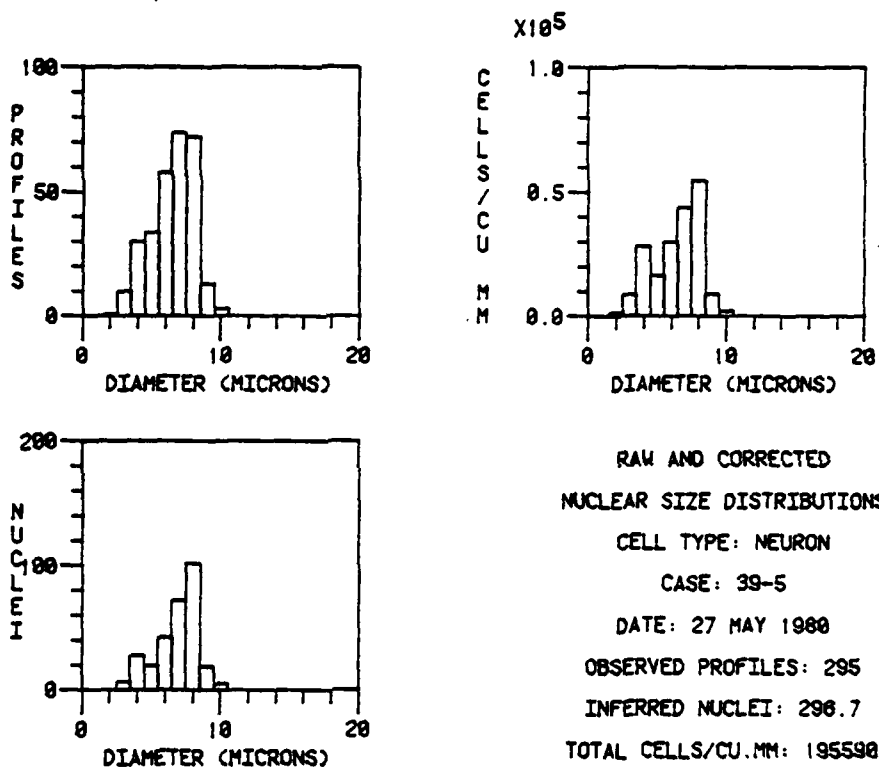 X10⁵
100
50
0
PROFILES
0 10 20
DIAMETER (MICRONS)
1.0
0.5
0.0
CELLS/CU MM
0 10 20
DIAMETER (MICRONS)
200
100
0
NUCLEI
0 10 20
DIAMETER (MICRONS)
RAW AND CORRECTED
NUCLEAR SIZE DISTRIBUTIONS
CELL TYPE: NEURON
CASE: 39-5
DATE: 27 MAY 1980
OBSERVED PROFILES: 295
INFERRED NUCLEI: 296.7
TOTAL CELLS/CU.MM: 195590